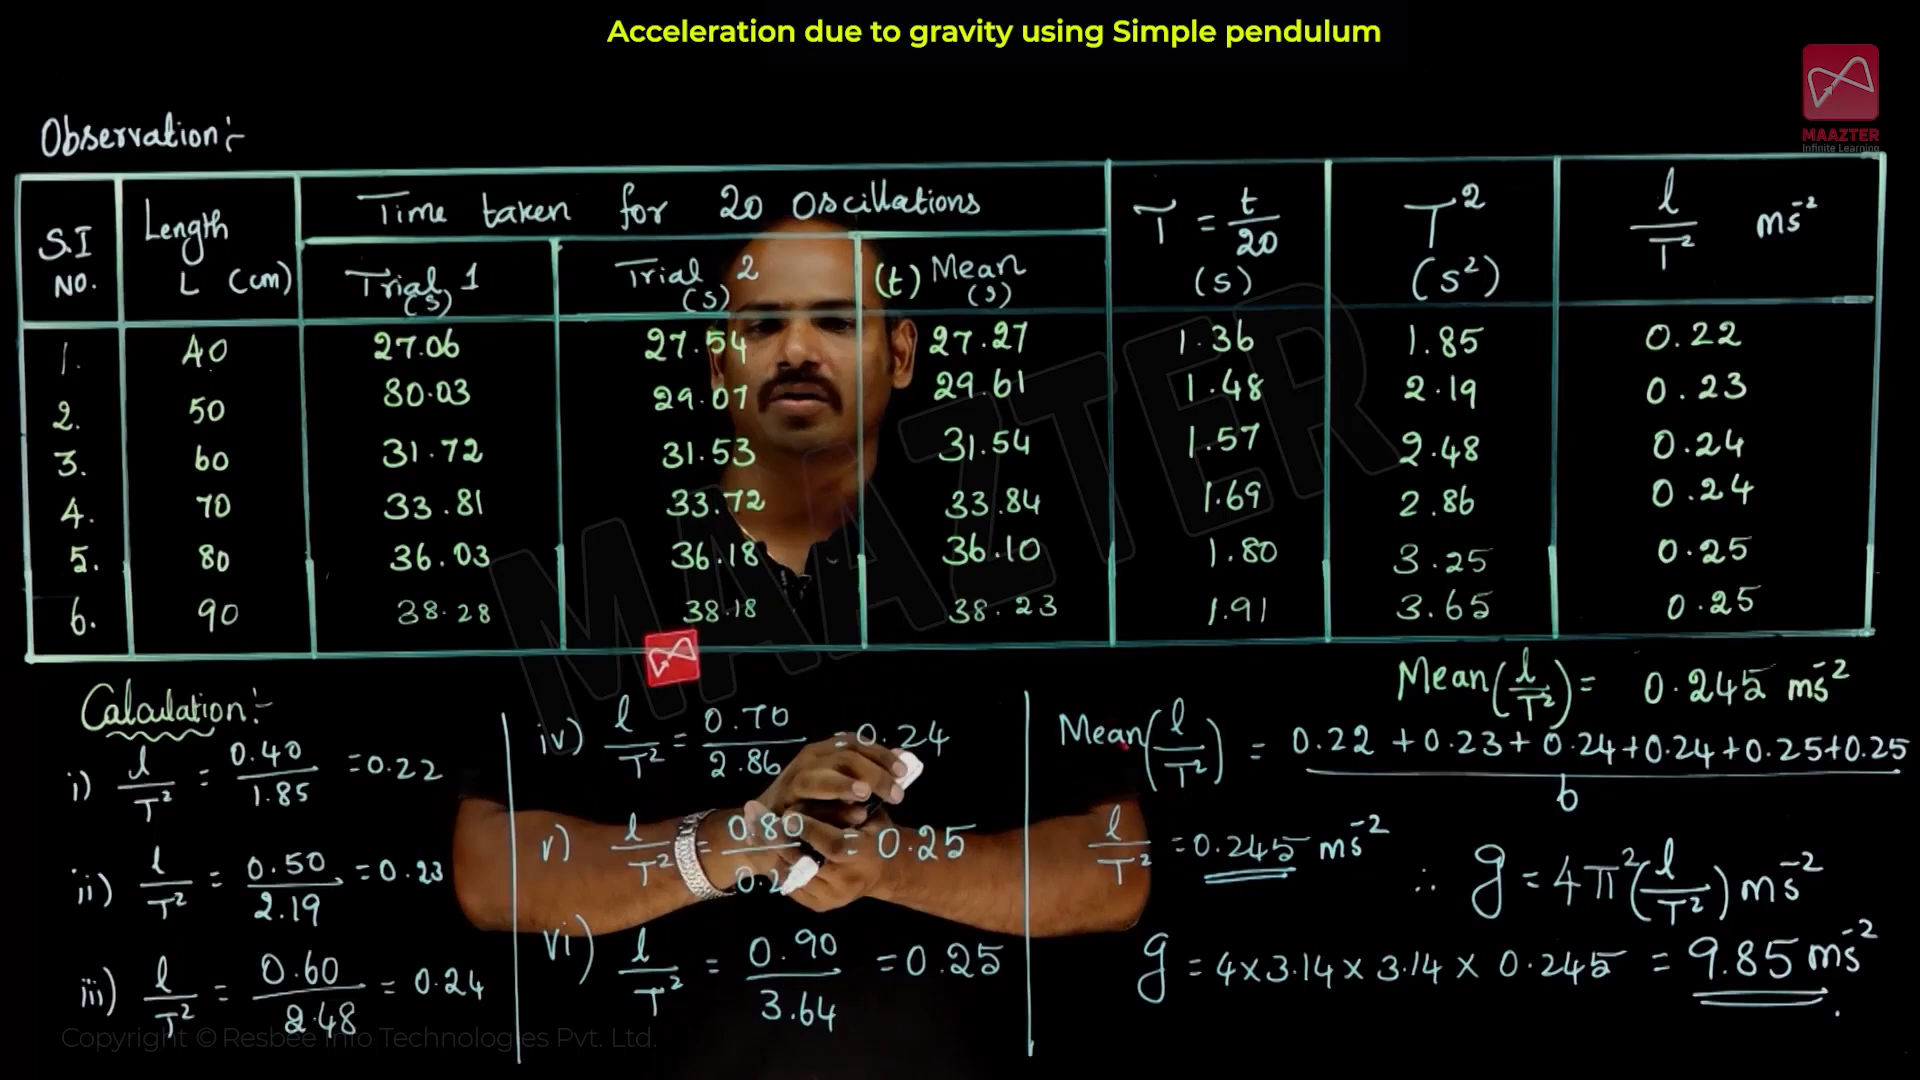 Acceleration due to gravity using Simple pendulum
MAAZTER
Infinite Learning
Observation:-
S.I NO. | Length L (cm) | Time taken for 20 Oscillations | T = t/20 (s) | T² (s²) | l/T² ms⁻²
Trial 1 (s) | Trial 2 (s) | (t) Mean (s)
1. 40 27.06 27.54 27.27 1.36 1.85 0.22
2. 50 80.03 29.07 29.61 1.48 2.19 0.23
3. 60 31.72 31.53 31.54 1.57 2.48 0.24
4. 70 33.81 33.72 33.84 1.69 2.86 0.24
5. 80 36.03 36.18 36.10 1.80 3.25 0.25
6. 90 38.28 38.18 38.23 1.91 3.65 0.25
MAAZTER
Mean (l/T²) = 0.245 ms⁻²
Calculation:-
i) l/T² = 0.40/1.85 = 0.22
ii) l/T² = 0.50/2.19 = 0.23
iii) l/T² = 0.60/2.48 = 0.24
iv) l/T² = 0.70/2.86 = 0.24
v) l/T² = 0.80/ = 0.25
vi) l/T² = 0.90/3.64 = 0.25
Mean (l/T²) = 0.22 + 0.23 + 0.24 + 0.24 + 0.25 + 0.25 / 6
l/T² = 0.245 ms⁻²
∴ g = 4π² (l/T²) ms⁻²
g = 4 × 3.14 × 3.14 × 0.245 = 9.85 ms⁻².
Copyright © Resbee Info Technologies Pvt. Ltd.